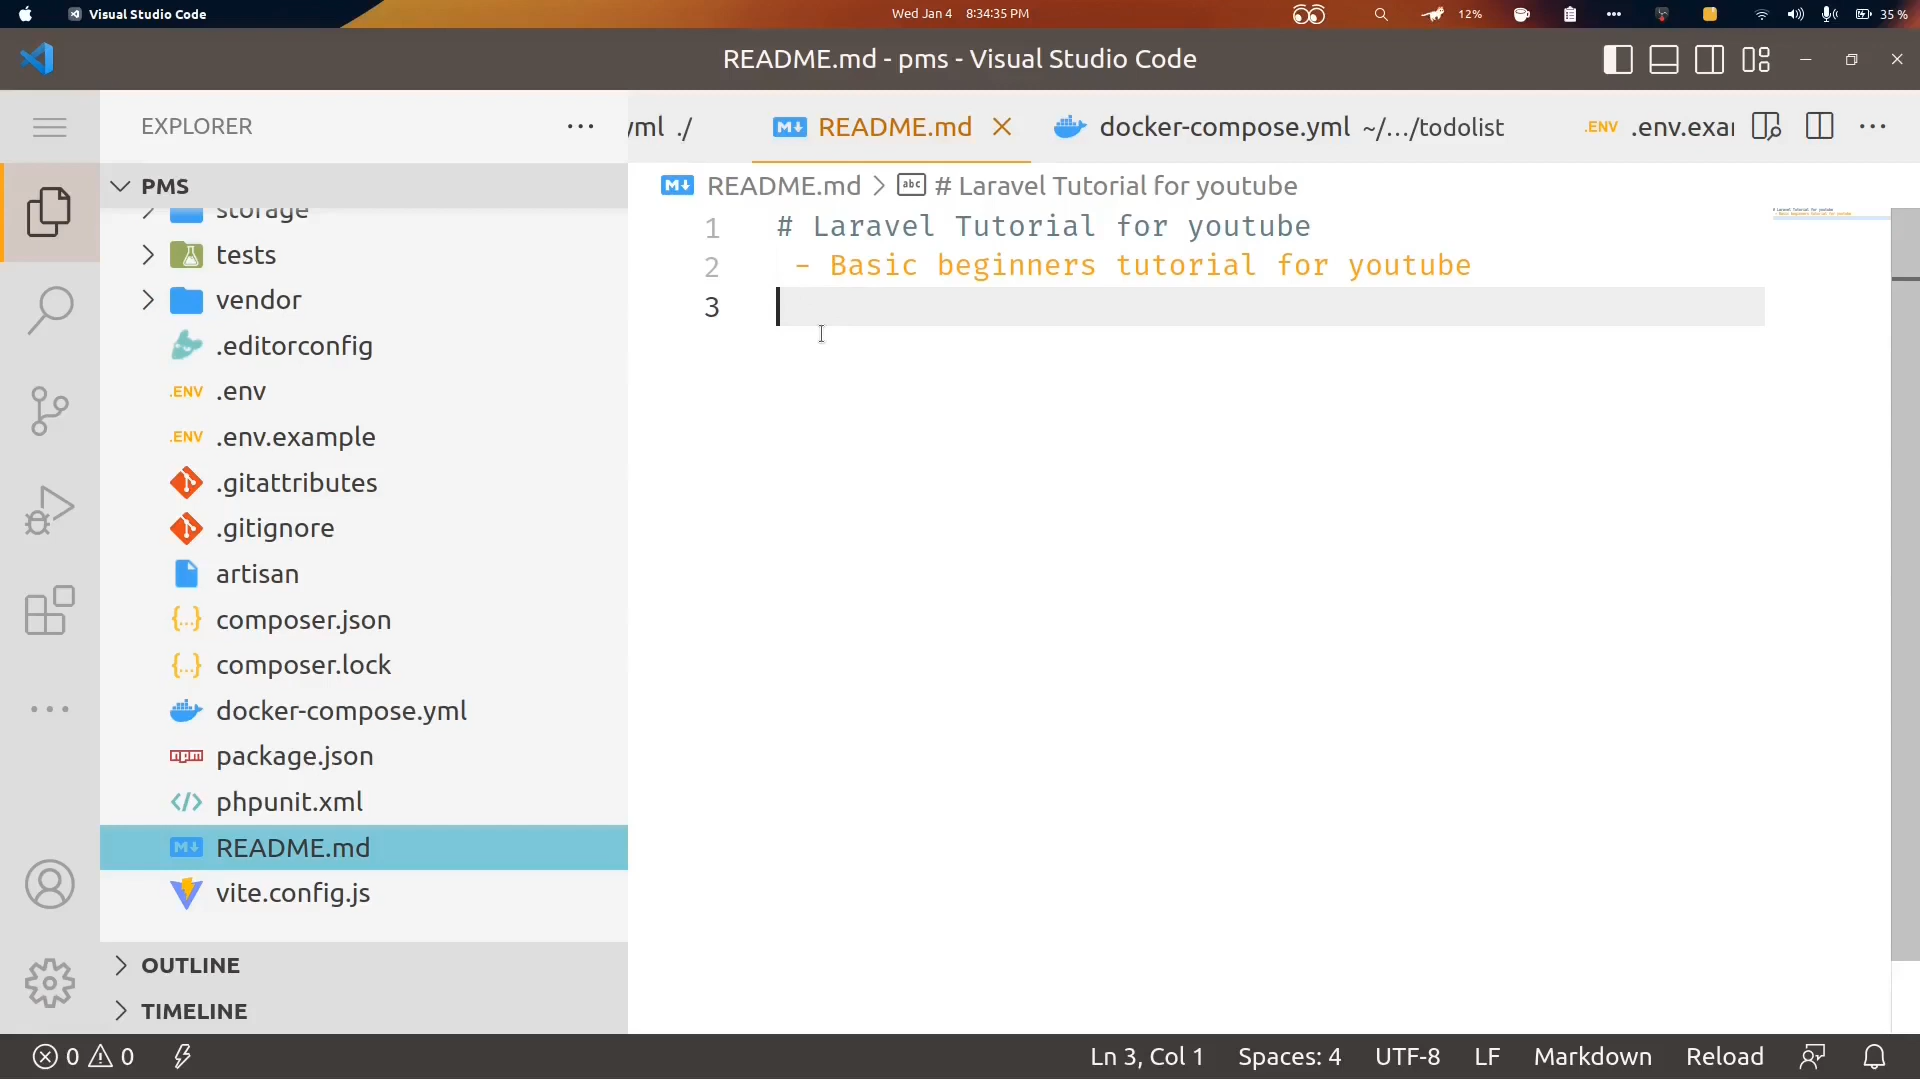 Visual Studio Code
Wed Jan 4 8:34:35 PM
12%
35 %
README.md - pms - Visual Studio Code
EXPLORER
yml ./
README.md
docker-compose.yml ~/.../todolist
.ENV .env.exar
PMS
README.md > abc # Laravel Tutorial for youtube
storage
tests
vendor
.editorconfig
.ENV .env
.ENV .env.example
.gitattributes
.gitignore
artisan
{...} composer.json
{...} composer.lock
docker-compose.yml
package.json
phpunit.xml
README.md
vite.config.js
OUTLINE
TIMELINE
1 # Laravel Tutorial for youtube
2 - Basic beginners tutorial for youtube
3
0 0
Ln 3, Col 1
Spaces: 4
UTF-8
LF
Markdown
Reload